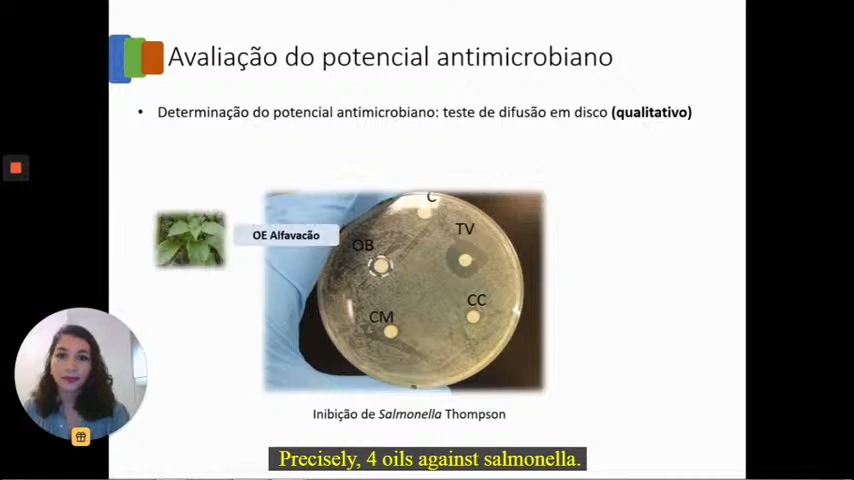 Avaliação do potencial antimicrobiano
• Determinação do potencial antimicrobiano: teste de difusão em disco (qualitativo)
C
TV
OE Alfavacão
OB
CC
CM
Inibição de Salmonella Thompson
Precisely, 4 oils against salmonella.